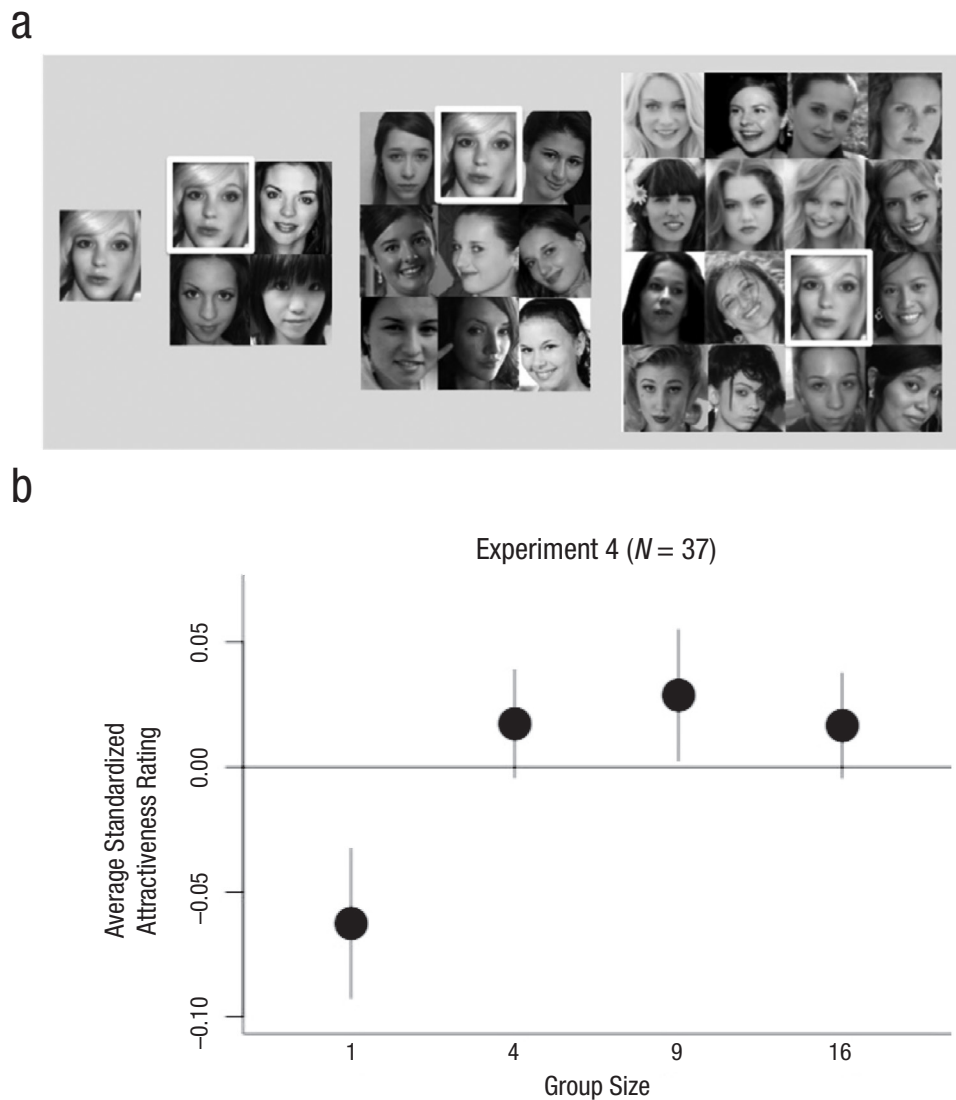 a
b
Experiment 4 (N = 37)
Average Standardized
Attractiveness Rating
0.05
0.00
−0.05
−0.10
1
4
9
16
Group Size